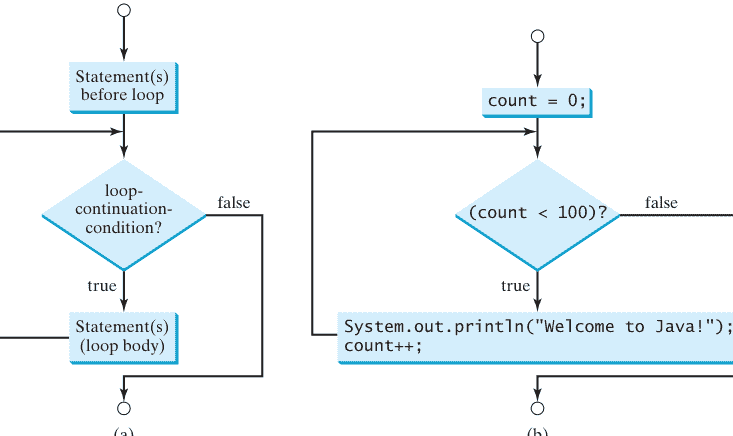 Statement(s)
before loop
loop-
continuation-
condition?
false
true
Statement(s)
(loop body)
(a)
count = 0;
(count < 100)?
false
true
System.out.println("Welcome to Java!");
count++;
(b)